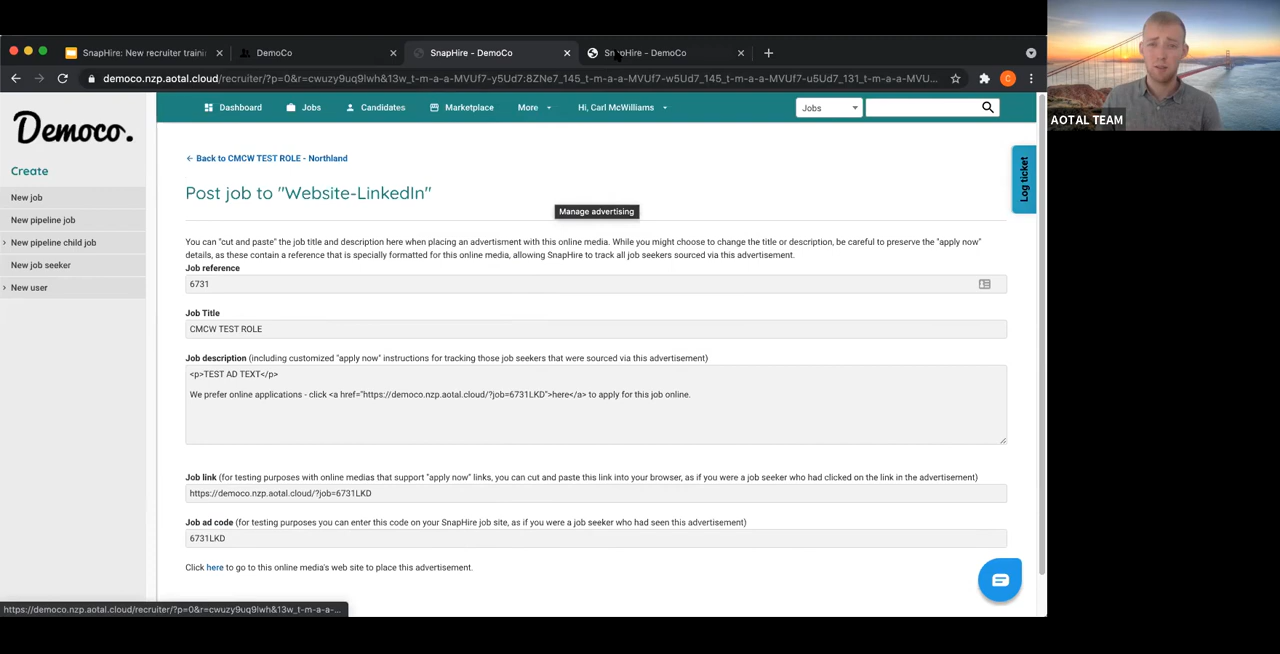 SnapHire: New recruiter traini
DemoCo
SnapHire - DemoCo
SnapHire - DemoCo
democo.nzp.aotal.cloud/recruiter/?p=0&r=cwuzy9uq9lwh&13w_t-m-a-a-MVUf7-y5Ud7:8ZNe7_145_t-m-a-a-MVUf7-w5Ud7_145_t-m-a-a-MVUf7-u5Ud7_131_t-m-a-a-MVU...
C
AOTAL TEAM
Democo.
Dashboard Jobs Candidates Marketplace More Hi, Carl McWilliams Jobs
Create
New job
New pipeline job
New pipeline child job
New job seeker
New user
Log ticket
← Back to CMCW TEST ROLE - Northland
Post job to "Website-LinkedIn"
Manage advertising
You can "cut and paste" the job title and description here when placing an advertisment with this online media. While you might choose to change the title or description, be careful to preserve the "apply now"
details, as these contain a reference that is specially formatted for this online media, allowing SnapHire to track all job seekers sourced via this advertisement.
Job reference
6731
Job Title
CMCW TEST ROLE
Job description (including customized "apply now" instructions for tracking those job seekers that were sourced via this advertisement)
<p>TEST AD TEXT</p>
We prefer online applications - click <a href="https://democo.nzp.aotal.cloud/?job=6731LKD">here</a> to apply for this job online.
Job link (for testing purposes with online medias that support "apply now" links, you can cut and paste this link into your browser, as if you were a job seeker who had clicked on the link in the advertisement)
https://democo.nzp.aotal.cloud/?job=6731LKD
Job ad code (for testing purposes you can enter this code on your SnapHire job site, as if you were a job seeker who had seen this advertisement)
6731LKD
Click here to go to this online media's web site to place this advertisement.
https://democo.nzp.aotal.cloud/recruiter/?p=0&r=cwuzy9uq9lwh&13w_t-m-a-a-...